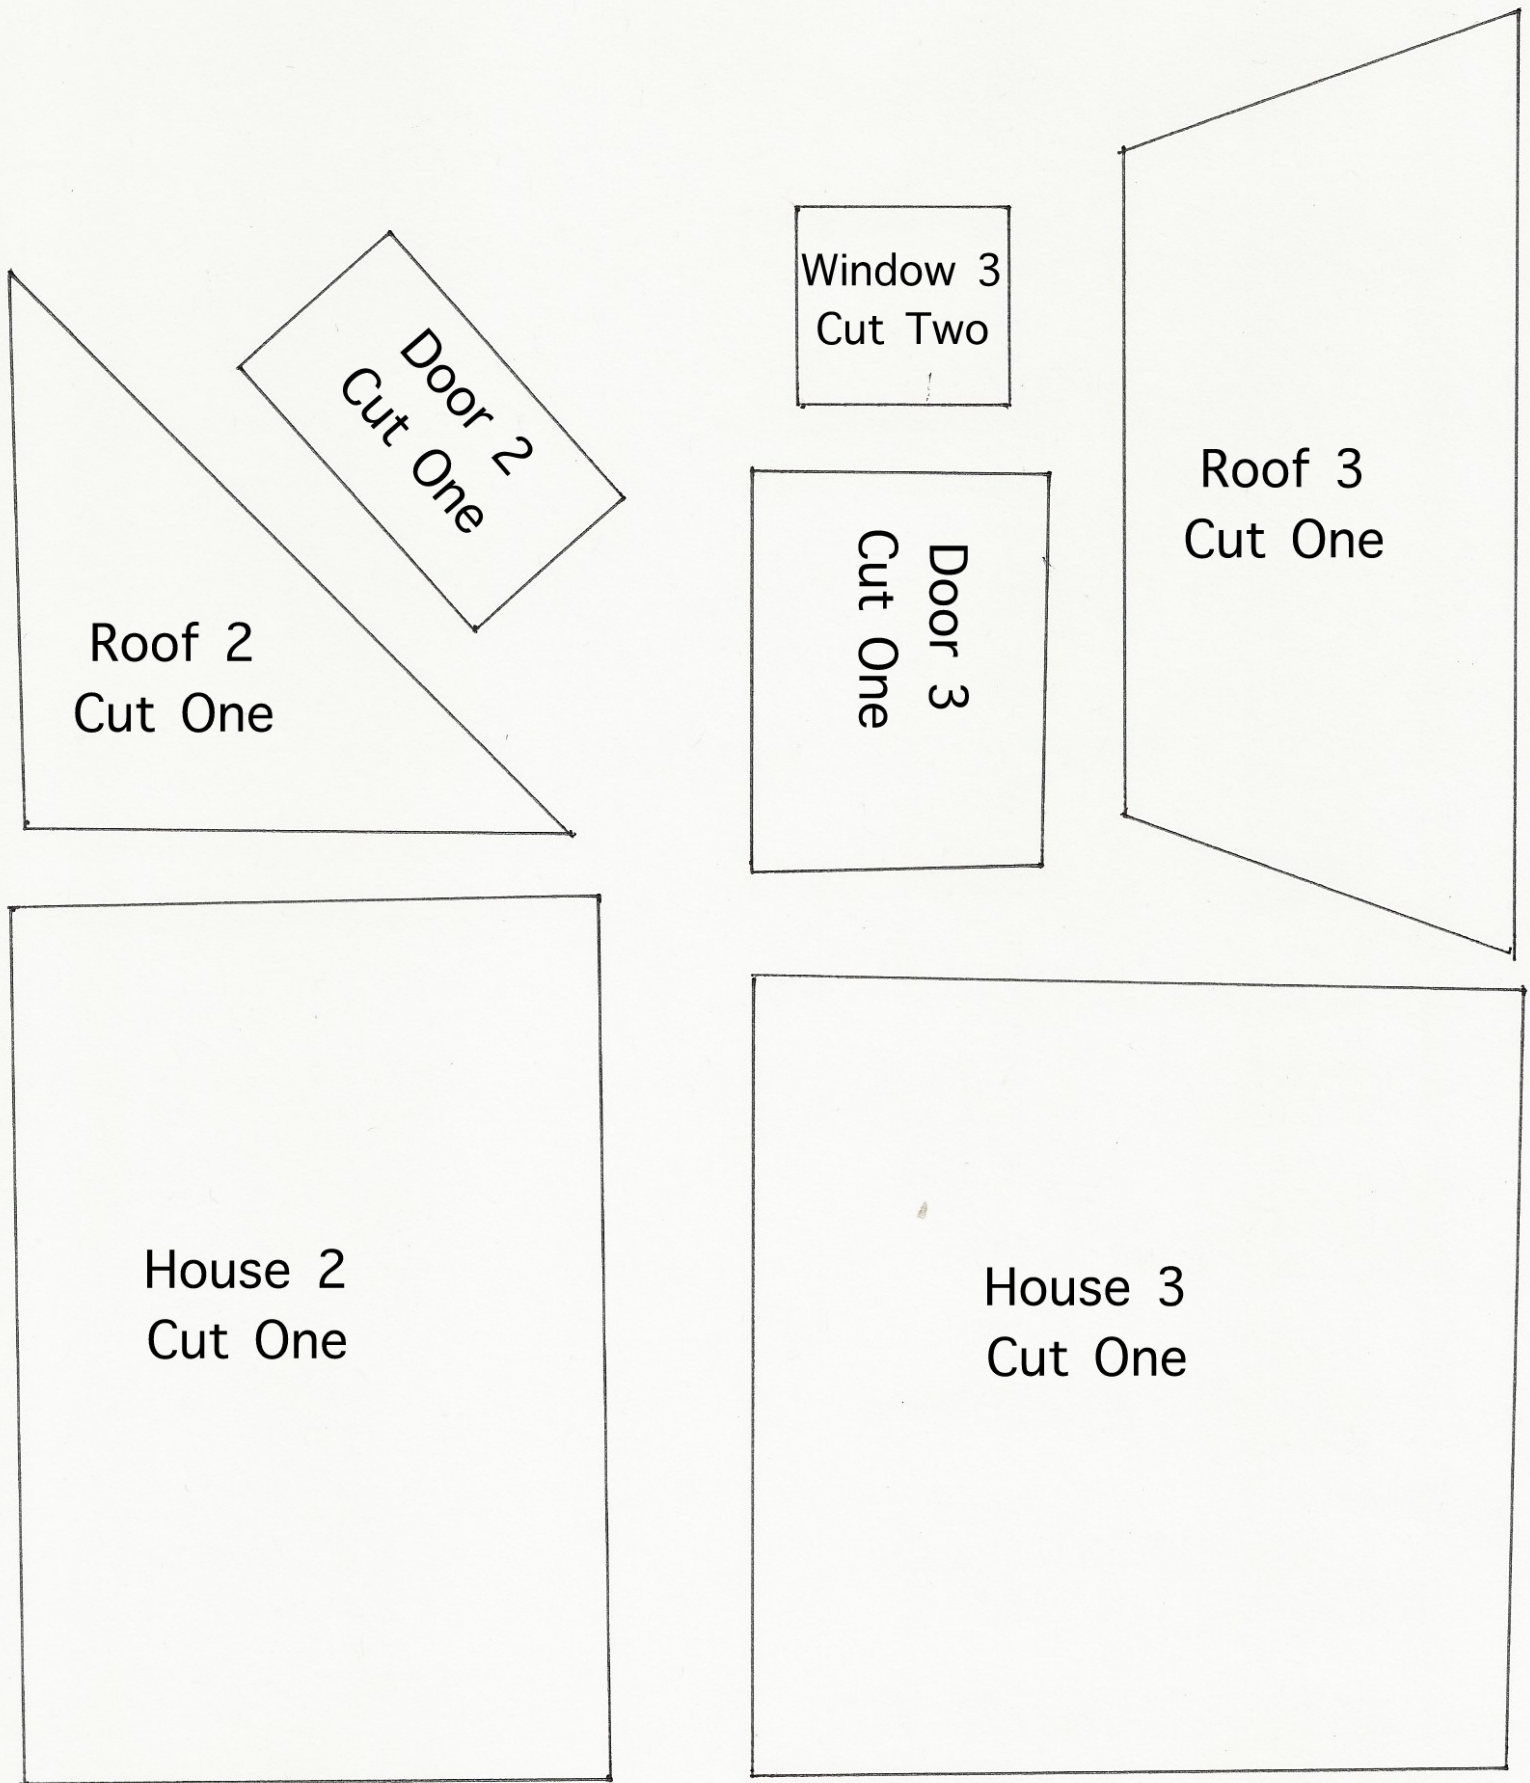 Window 3
Cut Two
Door 2
Cut One
Roof 3
Cut One
Door 3
Cut One
Roof 2
Cut One
House 2
Cut One
House 3
Cut One